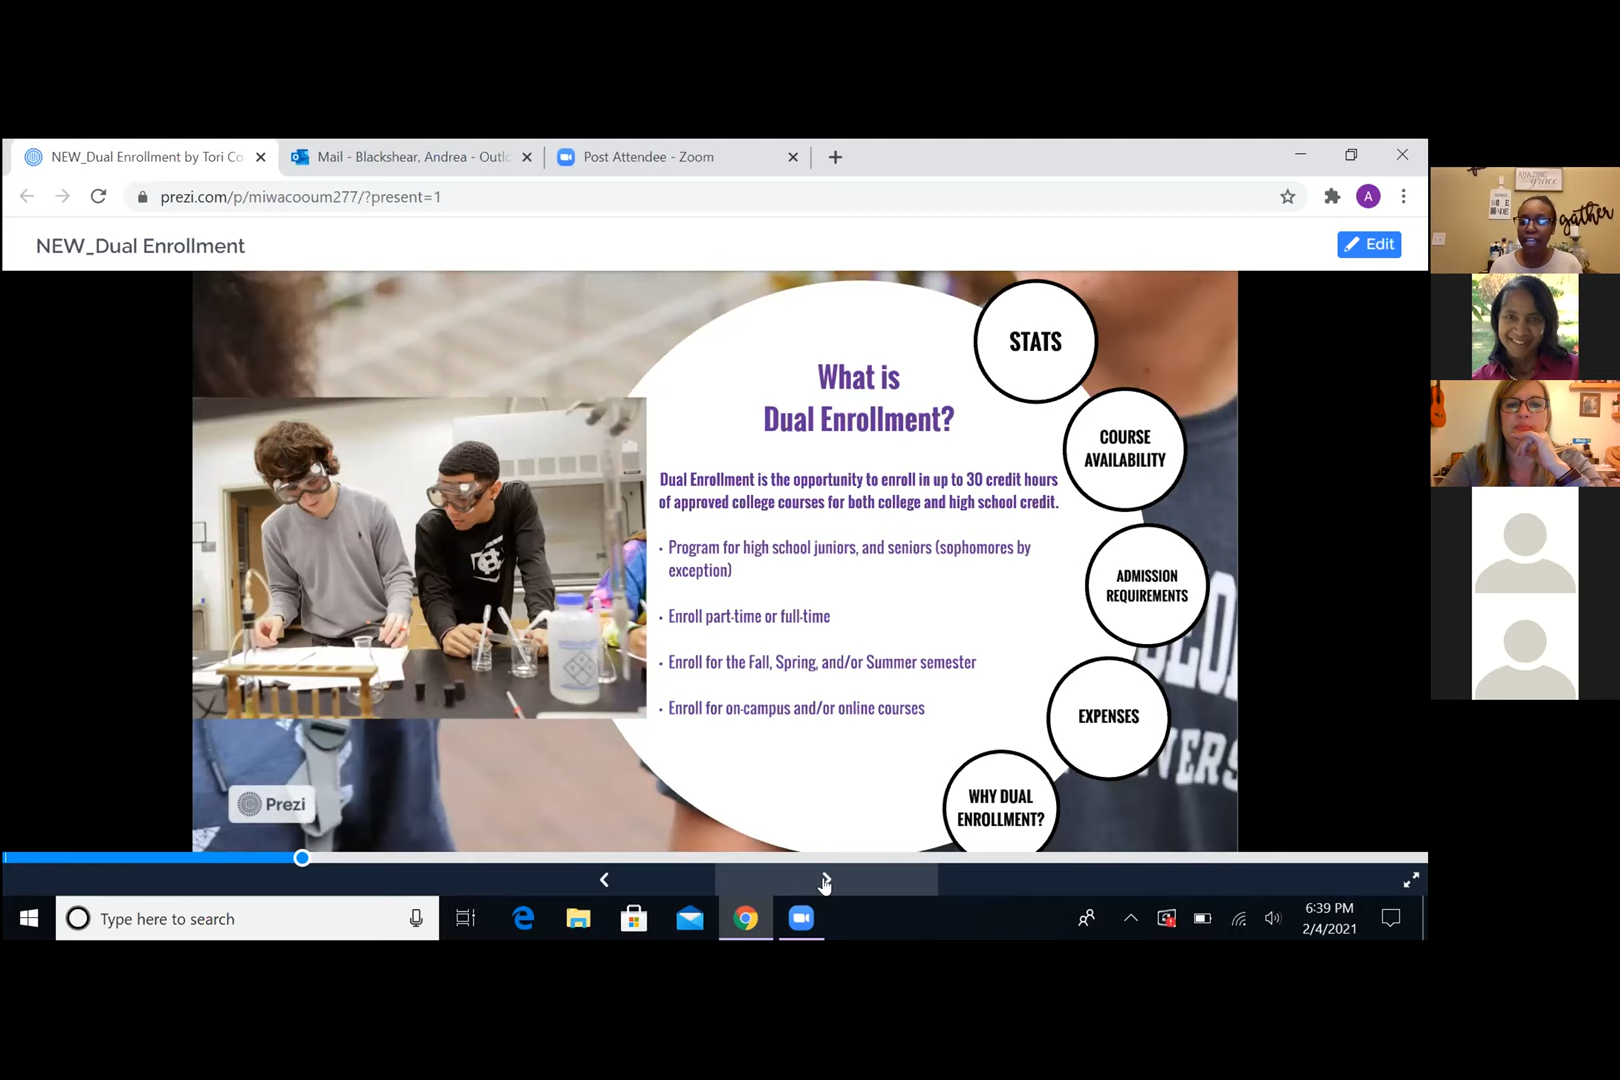 NEW_Dual Enrollment by Tori Co
Mail - Blackshear, Andrea - Outlo
Post Attendee - Zoom
prezi.com/p/miwacooum277/?present=1
A
NEW_Dual Enrollment
Edit
What is
Dual Enrollment?
Dual Enrollment is the opportunity to enroll in up to 30 credit hours
of approved college courses for both college and high school credit.
• Program for high school juniors, and seniors (sophomores by
exception)
• Enroll part-time or full-time
• Enroll for the Fall, Spring, and/or Summer semester
• Enroll for on-campus and/or online courses
STATS
COURSE
AVAILABILITY
ADMISSION
REQUIREMENTS
EXPENSES
WHY DUAL
ENROLLMENT?
Prezi
Type here to search
6:39 PM
2/4/2021
AMAZING
grace
gather